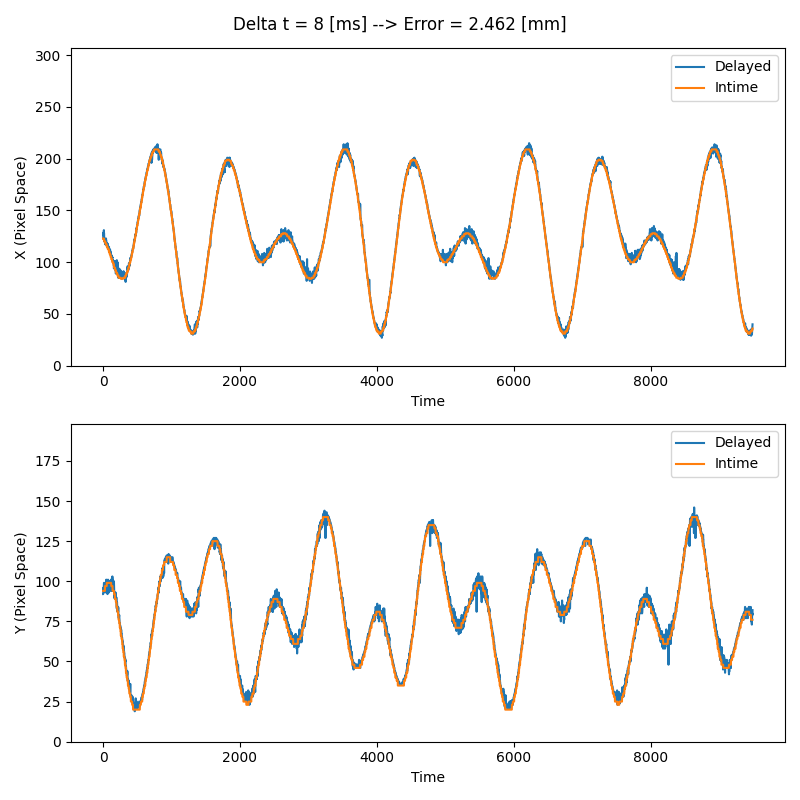 Delta t = 8 [ms] --> Error = 2.462 [mm]
300
250
200
150
100
50
0
X (Pixel Space)
Delayed
Intime
0 2000 4000 6000 8000
Time
175
150
125
100
75
50
25
0
Y (Pixel Space)
Delayed
Intime
0 2000 4000 6000 8000
Time